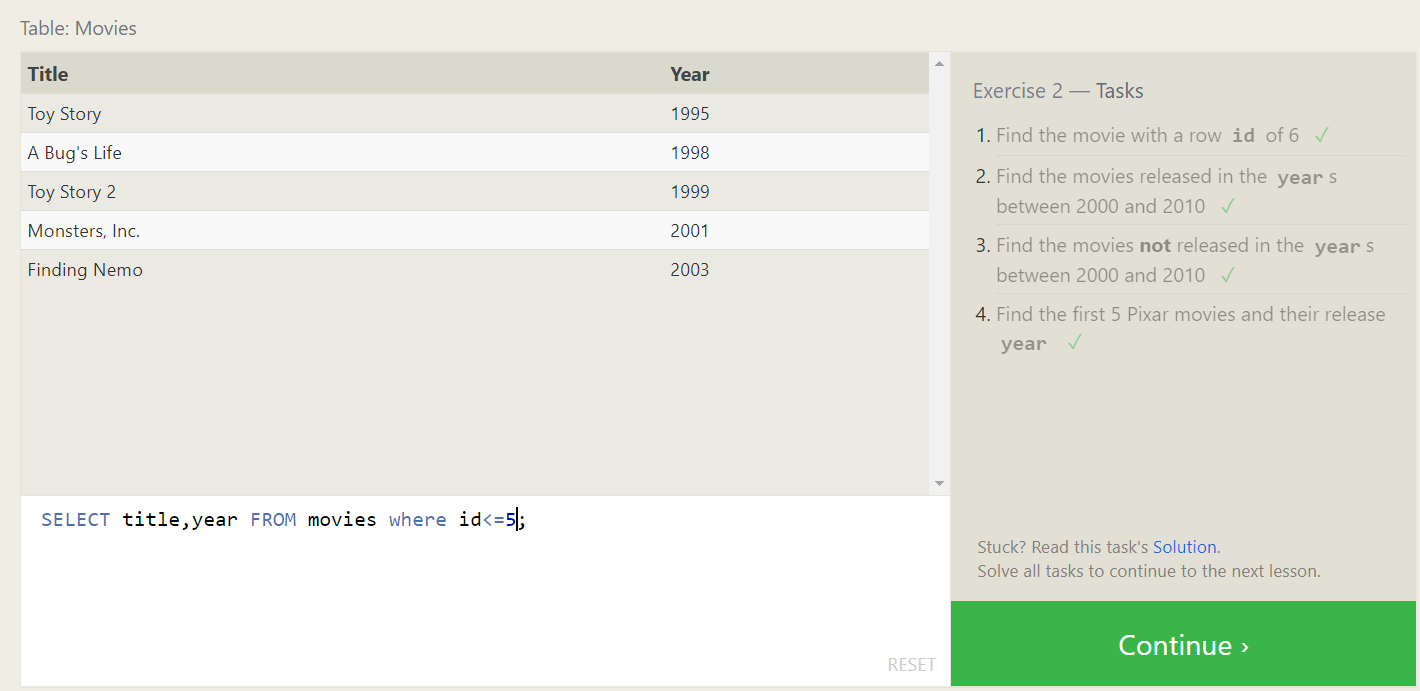 Table: Movies
Title Year
Toy Story 1995
A Bug's Life 1998
Toy Story 2 1999
Monsters, Inc. 2001
Finding Nemo 2003
SELECT title,year FROM movies where id<=5;
RESET
Exercise 2 — Tasks
1. Find the movie with a row id of 6 ✓
2. Find the movies released in the year s
between 2000 and 2010 ✓
3. Find the movies not released in the year s
between 2000 and 2010 ✓
4. Find the first 5 Pixar movies and their release
year ✓
Stuck? Read this task's Solution.
Solve all tasks to continue to the next lesson.
Continue ›